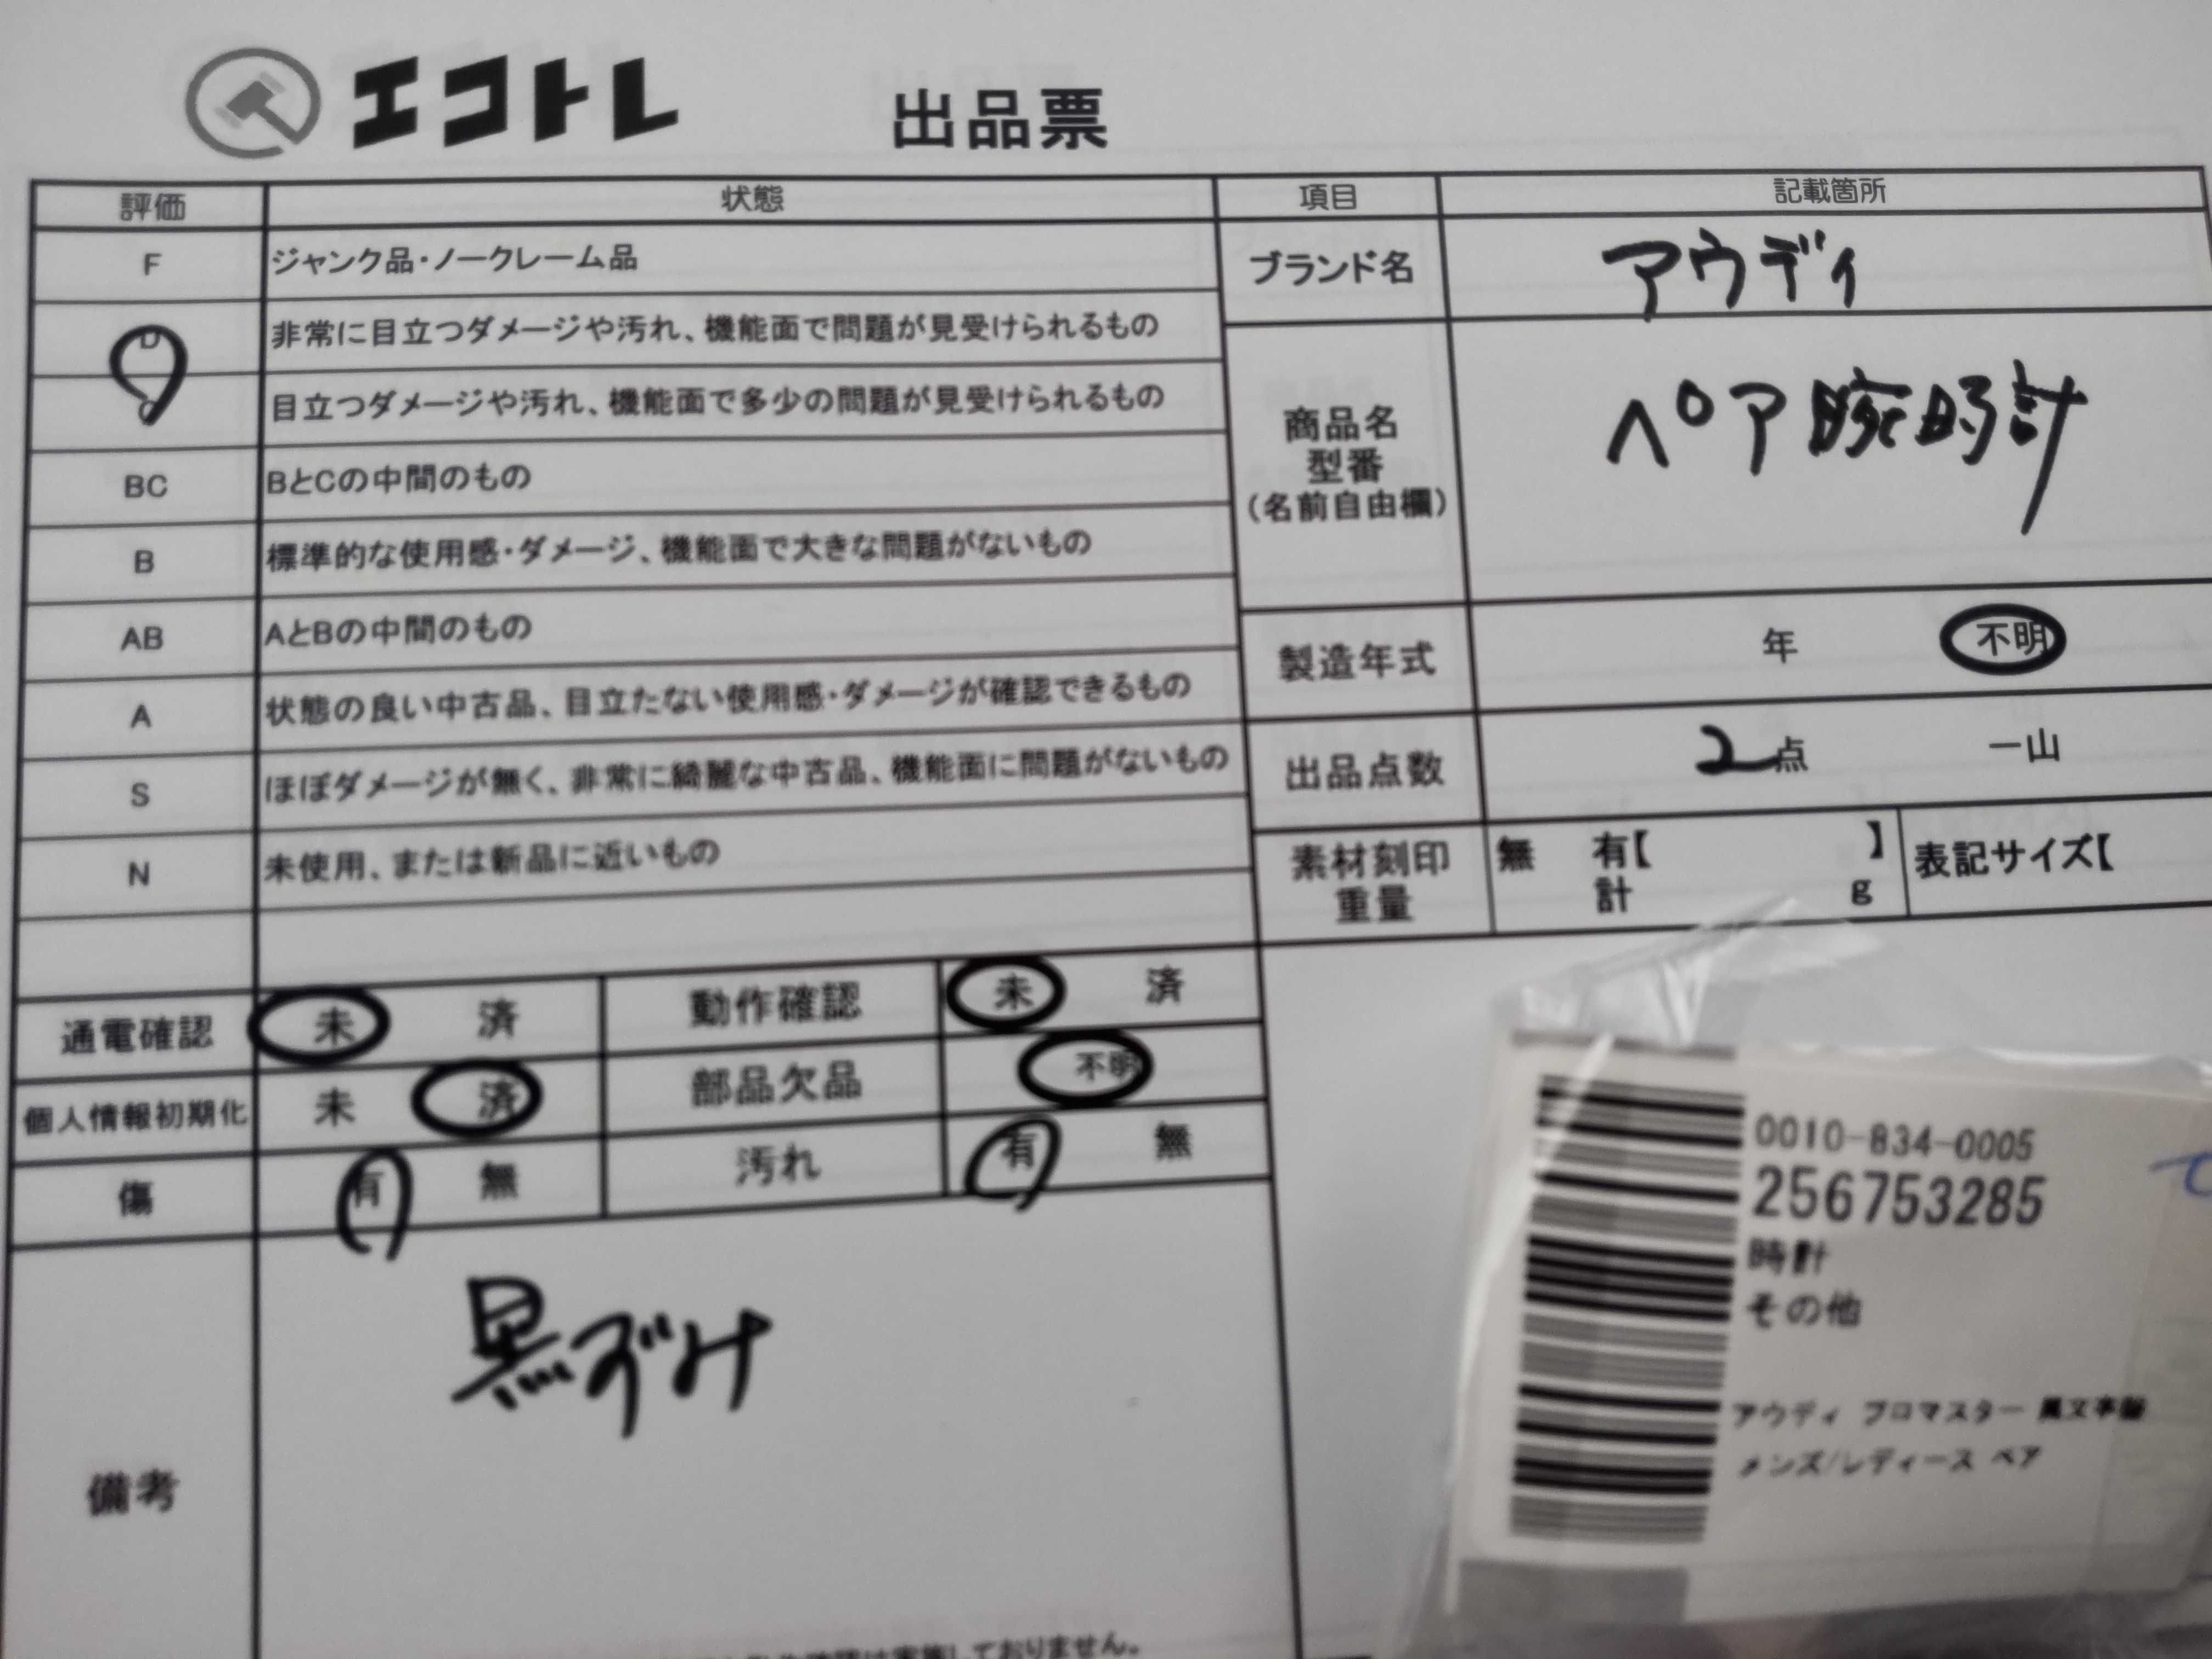 エコトレ 出品票
評価 状態 項目 記載箇所
F ジャンク品・ノークレーム品
ブランド名 アウディ
D 非常に目立つダメージや汚れ、機能面で問題が見受けられるもの
目立つダメージや汚れ、機能面で多少の問題が見受けられるもの
商品名
型番
(名前自由欄)
ペア腕時計
BC BとCの中間のもの
B 標準的な使用感・ダメージ、機能面で大きな問題がないもの
AB AとBの中間のもの
製造年式 年 不明
A 状態の良い中古品、目立たない使用感・ダメージが確認できるもの
出品点数 2点 一山
S ほぼダメージが無く、非常に綺麗な中古品、機能面に問題がないもの
素材刻印
重量
無 有【 】
計 g
表記サイズ【
N 未使用、または新品に近いもの
通電確認 未 済 動作確認 未 済
個人情報初期化 未 済 部品欠品 不明
傷 有 無 汚れ 有 無
備考
黒ずみ
しておりません。
0010-834-0005
256753285
時計
その他
アウディ プロマスター
メンズ/レディース ペア